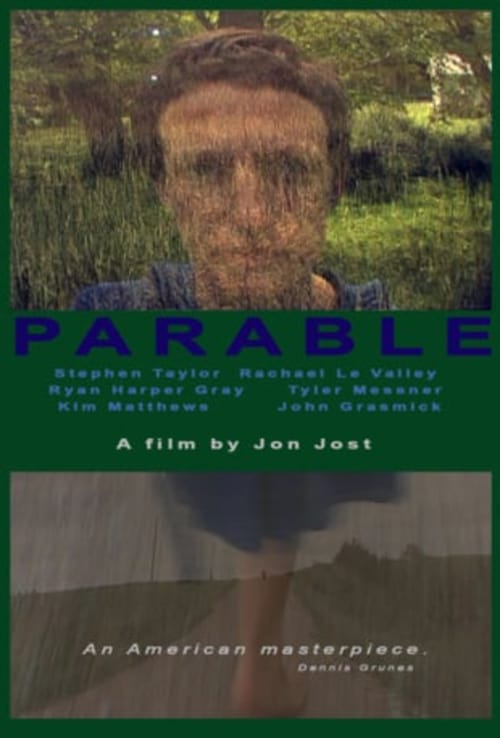 PARABLE
Stephen Taylor Rachael Le Valley
Ryan Harper Gray Tyler Messner
Kim Matthews John Grasmick
A film by Jon Jost
An American masterpiece.
Dennis Grunes